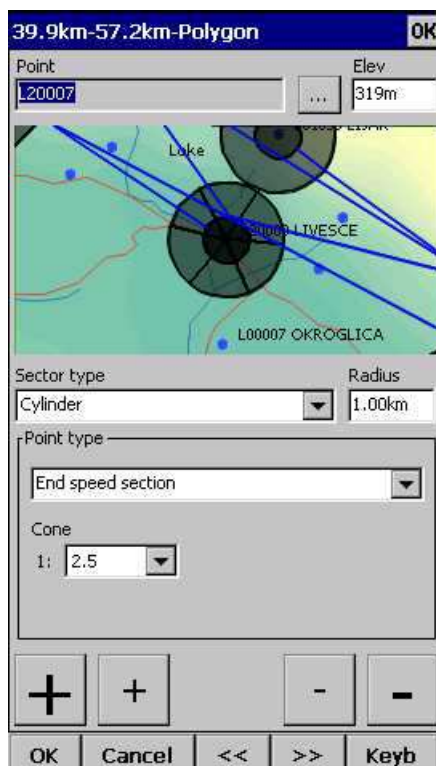 39.9km-57.2km-Polygon OK
Point Elev
L20007 ... 319m
Loke
LIVESCE
L00007 OKROGLICA
Sector type Radius
Cylinder 1.00km
Point type
End speed section
Cone
1: 2.5
+ + - -
OK Cancel << >> Keyb